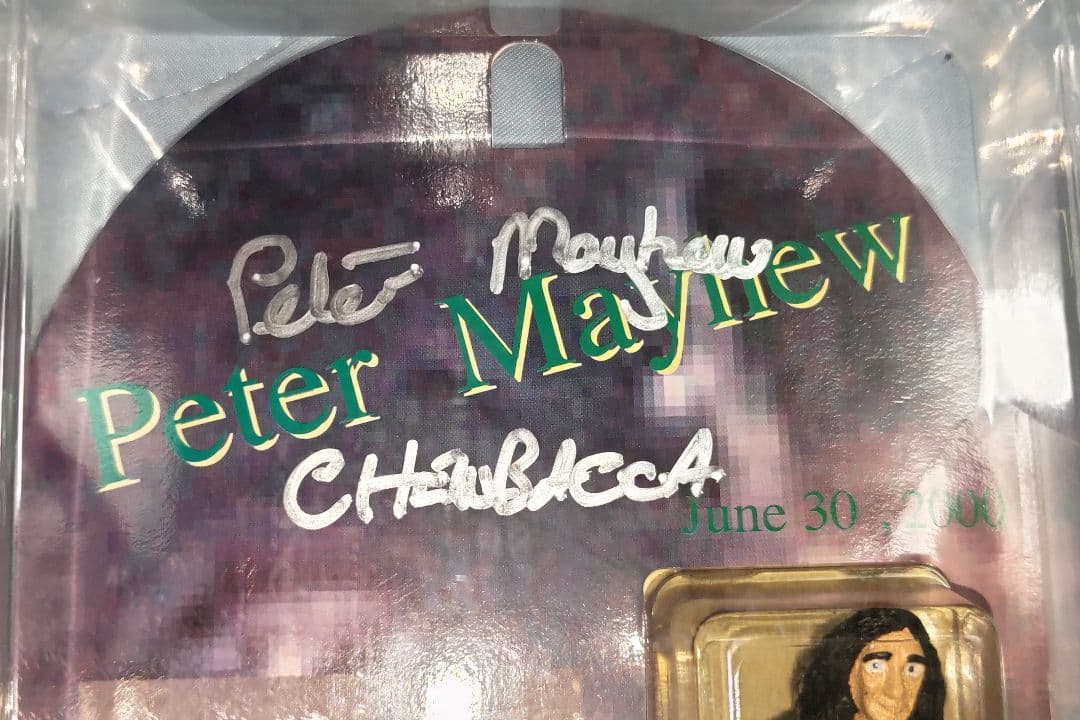 Peter Mayhew
Peter Mayhew
CHEWBACCA
June 30 , 2000